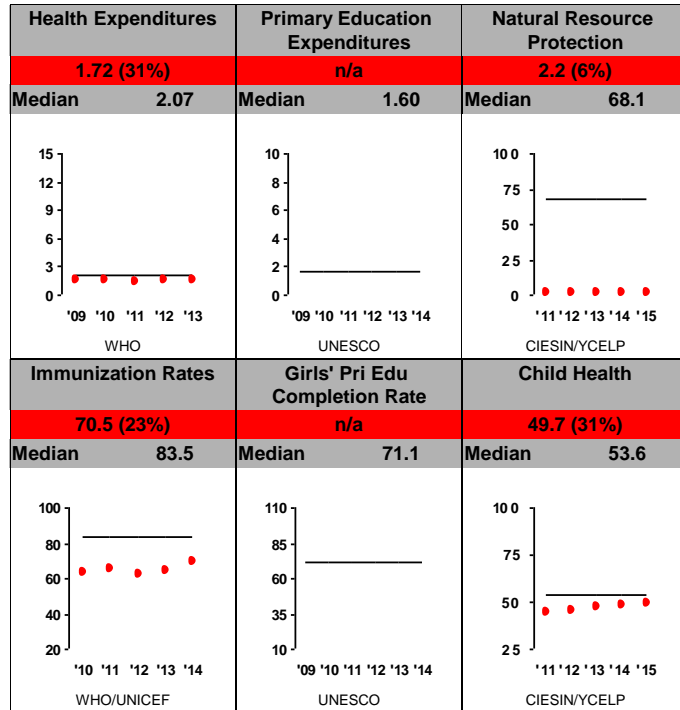 Health Expenditures
1.72 (31%)
Median 2.07
15
12
9
6
3
0
'09 '10 '11 '12 '13
WHO
Primary Education
Expenditures
n/a
Median 1.60
10
8
6
4
2
0
'09 '10 '11 '12 '13 '14
UNESCO
Natural Resource
Protection
2.2 (6%)
Median 68.1
100
75
50
25
0
'11 '12 '13 '14 '15
CIESIN/YCELP
Immunization Rates
70.5 (23%)
Median 83.5
100
80
60
40
20
'10 '11 '12 '13 '14
WHO/UNICEF
Girls' Pri Edu
Completion Rate
n/a
Median 71.1
110
85
60
35
10
'09 '10 '11 '12 '13 '14
UNESCO
Child Health
49.7 (31%)
Median 53.6
100
75
50
25
'11 '12 '13 '14 '15
CIESIN/YCELP